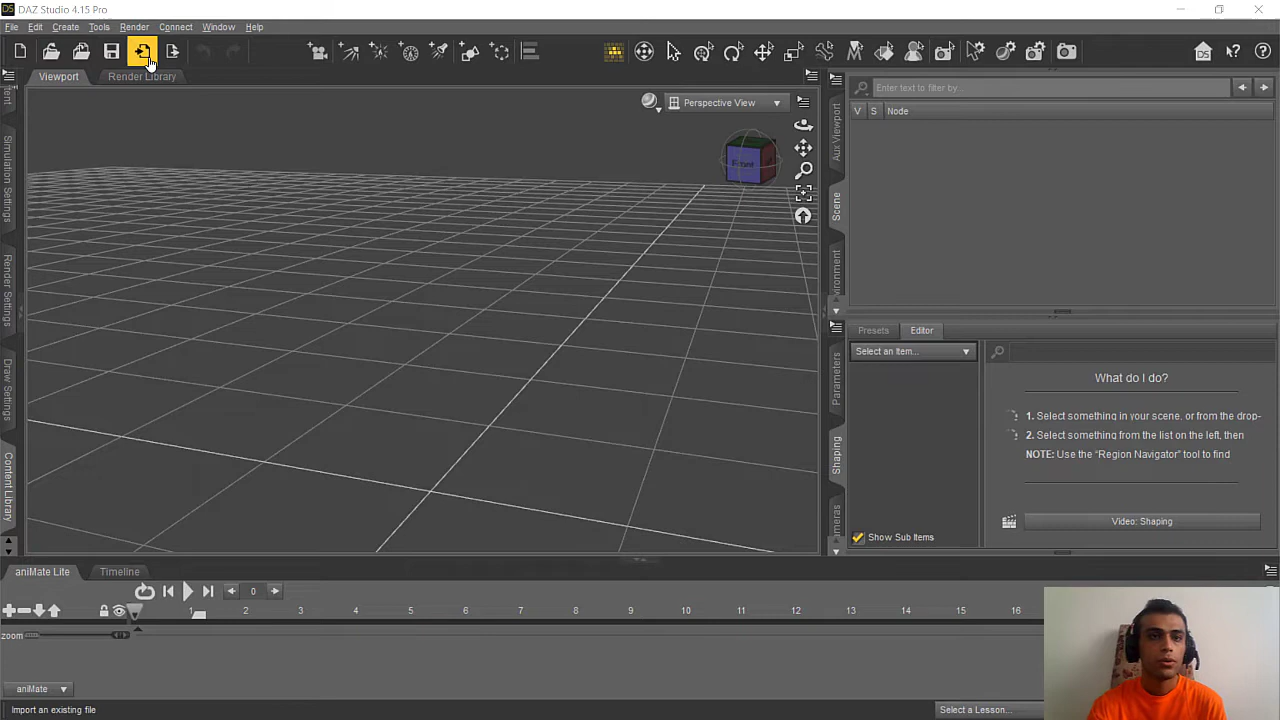 DS DAZ Studio 4.15 Pro
File Edit Create Tools Render Connect Window Help
DS
Viewport Render Library
Perspective View
Front
Simulation Settings
Render Settings
Draw Settings
Content Library
Enter text to filter by...
V S Node
Aux Viewport
Scene
Presets Editor
Select an Item...
Parameters
Shaping
Show Sub Items
What do I do?
1. Select something in your scene, or from the drop-
2. Select something from the list on the left, then
NOTE: Use the "Region Navigator" tool to find
Video: Shaping
aniMate Lite Timeline
0
1 2 3 4 5 6 7 8 9 10 11 12 13 14 15 16
zoom
aniMate
Import an existing file
Select a Lesson...